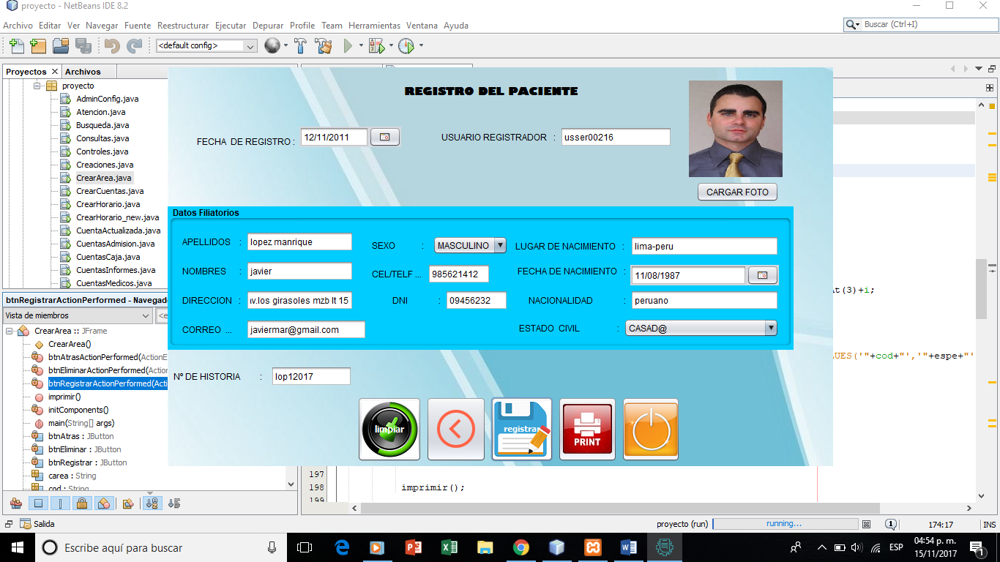 proyecto - NetBeans IDE 8.2
Archivo Editar Ver Navegar Fuente Reestructurar Ejecutar Depurar Profile Team Herramientas Ventana Ayuda
Buscar (Ctrl+I)
<default config>
Proyectos Archivos
proyecto
AdminConfig.java
Atencion.java
Busqueda.java
Consultas.java
Controles.java
Creaciones.java
CrearArea.java
CrearCuentas.java
CrearHorario.java
CrearHorario_new.java
CuentaActualizada.java
CuentasAdmision.java
CuentasCaja.java
CuentasInformes.java
CuentasMedicos.java
btnRegistrarActionPerformed - Navegado
Vista de miembros
<e
CrearArea :: JFrame
CrearArea()
btnAtrasActionPerformed(ActionE
btnEliminarActionPerformed(Action
btnRegistrarActionPerformed(Acti
imprimir()
initComponents()
main(String[] args)
btnAtras : JButton
btnEliminar : JButton
btnRegistrar : JButton
carea : String
cod : String
REGISTRO DEL PACIENTE
FECHA DE REGISTRO : 12/11/2011
USUARIO REGISTRADOR : usser00216
CARGAR FOTO
Datos Filiatorios
APELLIDOS : lopez manrique
SEXO : MASCULINO
LUGAR DE NACIMIENTO : lima-peru
NOMBRES : javier
CEL/TELF ... 985621412
FECHA DE NACIMIENTO : 11/08/1987
DIRECCION : v.los girasoles mzb lt 15
DNI : 09456232
NACIONALIDAD : peruano
CORREO ... javiermar@gmail.com
ESTADO CIVIL : CASAD@
Nº DE HISTORIA : lop12017
limpiar
registrar
PRINT
At(3)+i;
LUES('"+cod+"','"+espe+"'
197
198 imprimir();
199
Salida
proyecto (run) running... 1 174:17 INS
Escribe aquí para buscar
ESP
04:54 p. m.
15/11/2017
1